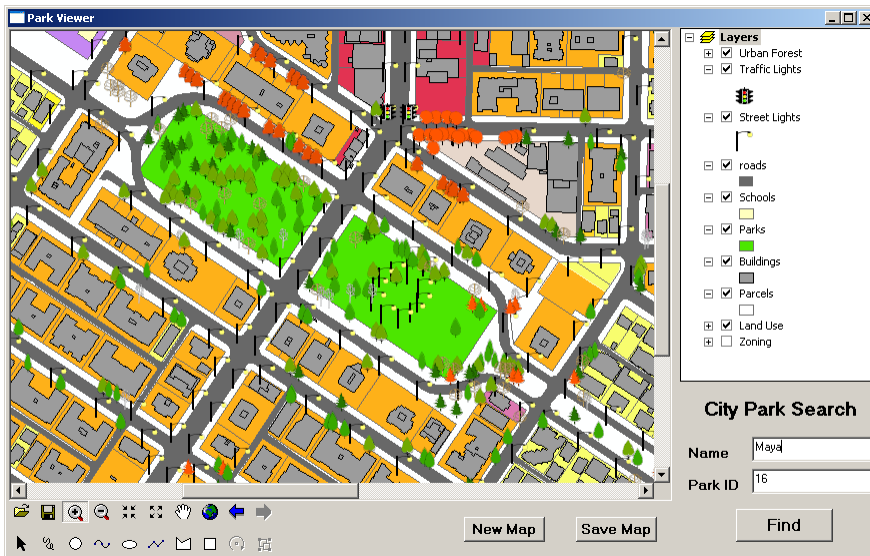 Park Viewer
Layers
Urban Forest
Traffic Lights
Street Lights
roads
Schools
Parks
Buildings
Parcels
Land Use
Zoning
City Park Search
Name Maya
Park ID 16
New Map Save Map Find